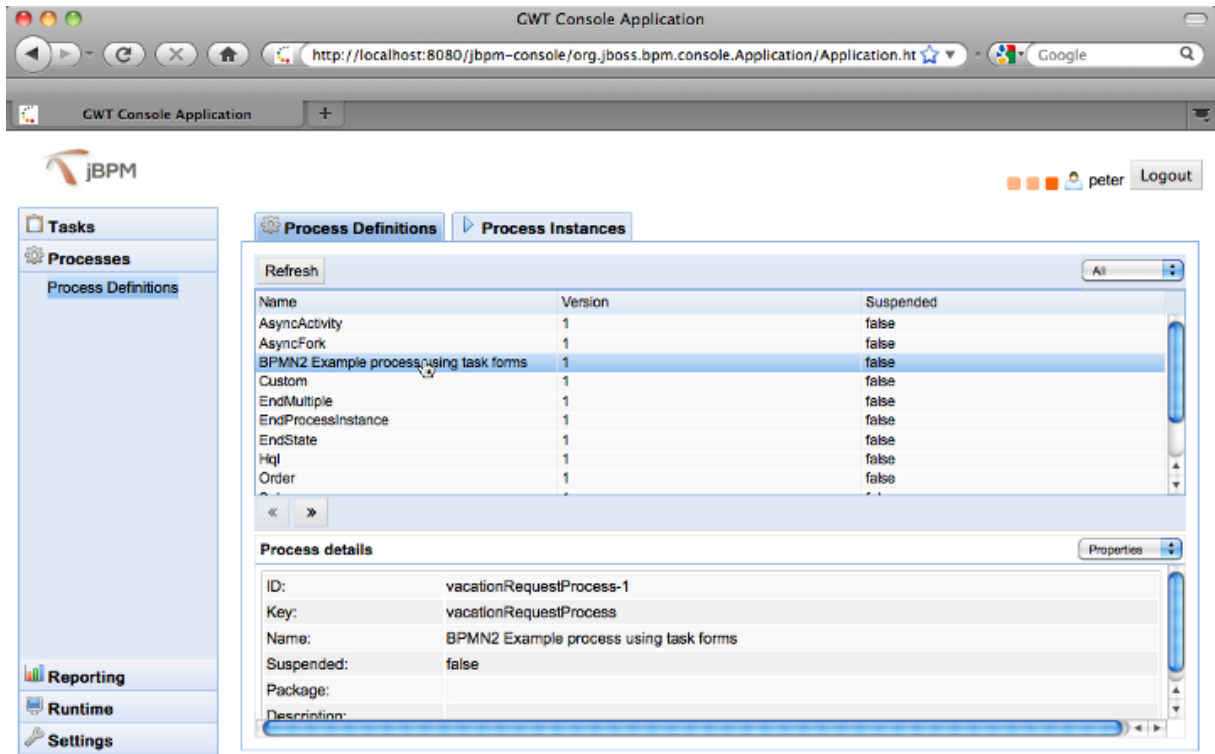 GWT Console Application
http://localhost:8080/jbpm-console/org.jboss.bpm.console.Application/Application.ht
Google
GWT Console Application
jBPM
peter Logout
Tasks
Processes
Process Definitions
Reporting
Runtime
Settings
Process Definitions Process Instances
Refresh All
Name Version Suspended
AsyncActivity 1 false
AsyncFork 1 false
BPMN2 Example process using task forms 1 false
Custom 1 false
EndMultiple 1 false
EndProcessInstance 1 false
EndState 1 false
Hql 1 false
Order 1 false
« »
Process details Properties
ID: vacationRequestProcess-1
Key: vacationRequestProcess
Name: BPMN2 Example process using task forms
Suspended: false
Package:
Description: